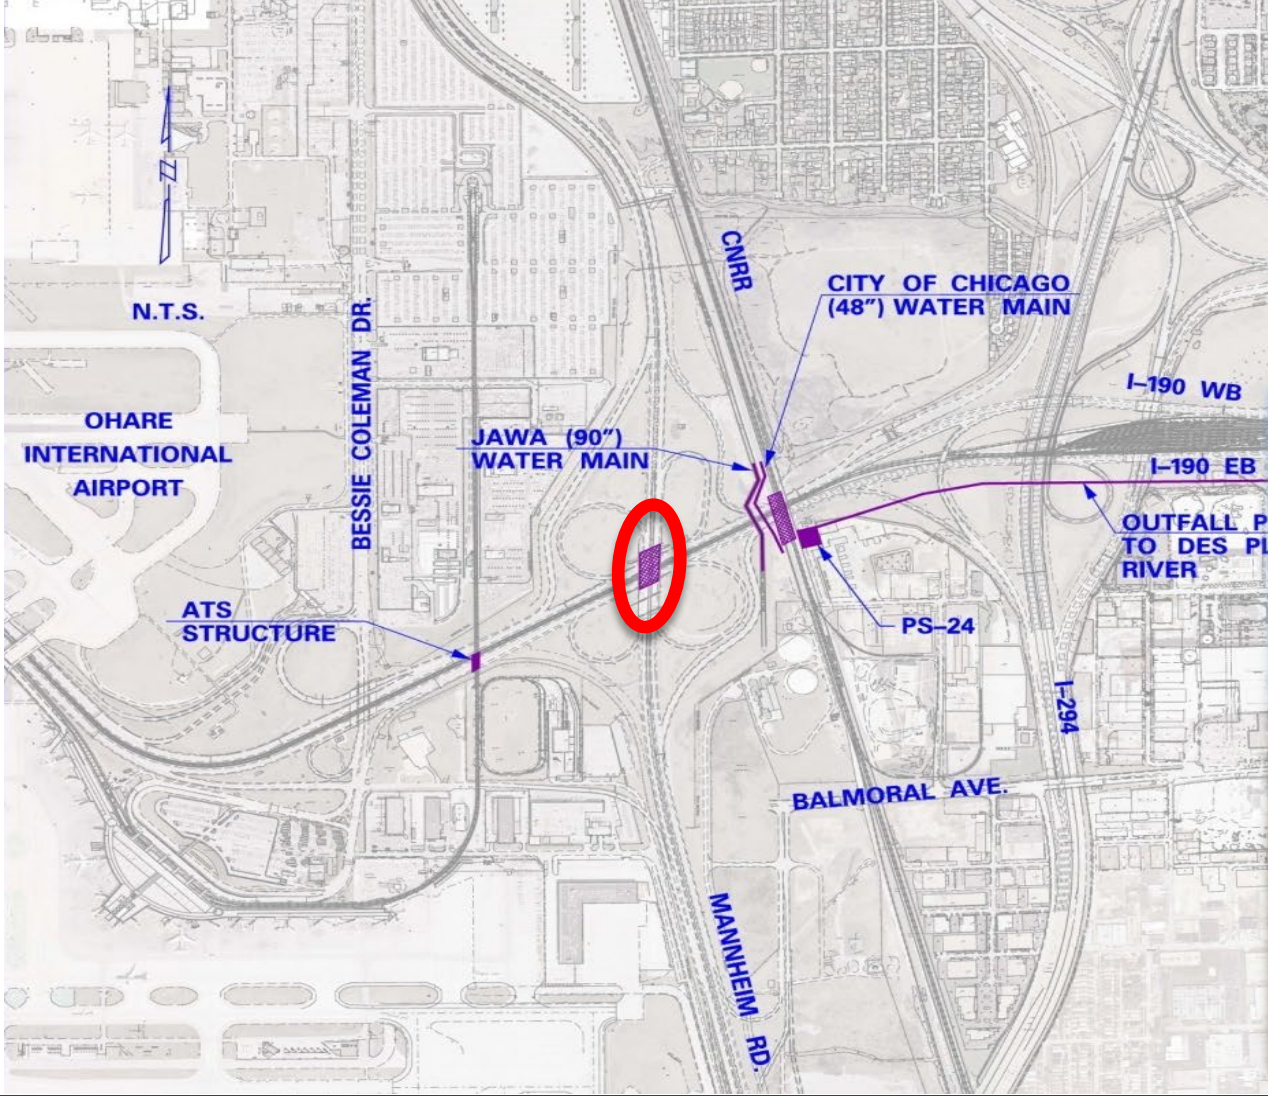 N.T.S.
OHARE
INTERNATIONAL
AIRPORT
BESSIE COLEMAN DR.
CNRR
CITY OF CHICAGO
(48") WATER MAIN
JAWA (90")
WATER MAIN
I-190 WB
I-190 EB
OUTFALL P
TO DES PL
RIVER
ATS
STRUCTURE
PS-24
I-294
BALMORAL AVE.
MANNHEIM RD.